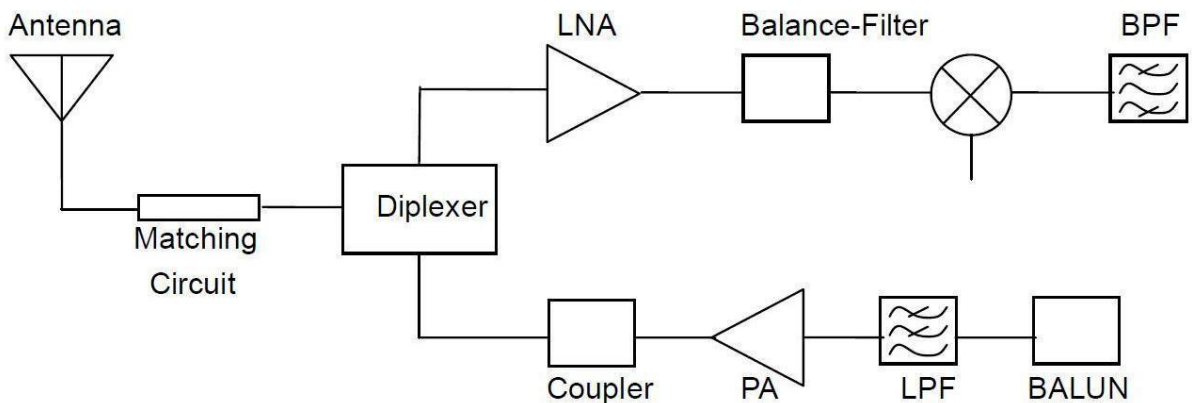 Antenna
LNA
Balance-Filter
BPF
Diplexer
Matching
Circuit
Coupler
PA
LPF
BALUN